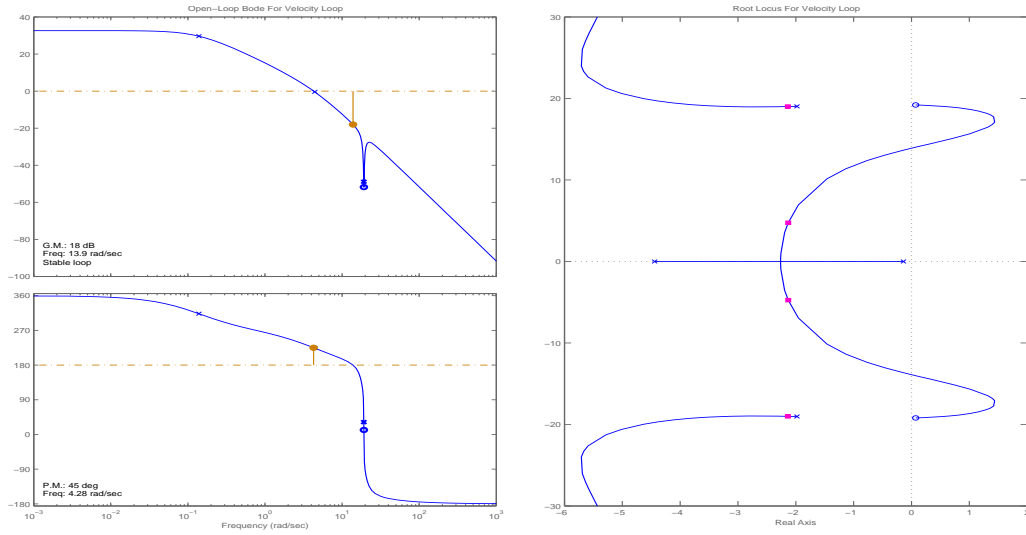 Open-Loop Bode For Velocity Loop
40
20
0
−20
−40
−60
−80
−100
G.M.: 18 dB
Freq: 13.9 rad/sec
Stable loop
360
270
180
90
0
−90
−180
P.M.: 45 deg
Freq: 4.28 rad/sec
10^−3 10^−2 10^−1 10^0 10^1 10^2 10^3
Frequency (rad/sec)
Root Locus For Velocity Loop
30
20
10
0
−10
−20
−30
−6 −5 −4 −3 −2 −1 0 1 2
Real Axis